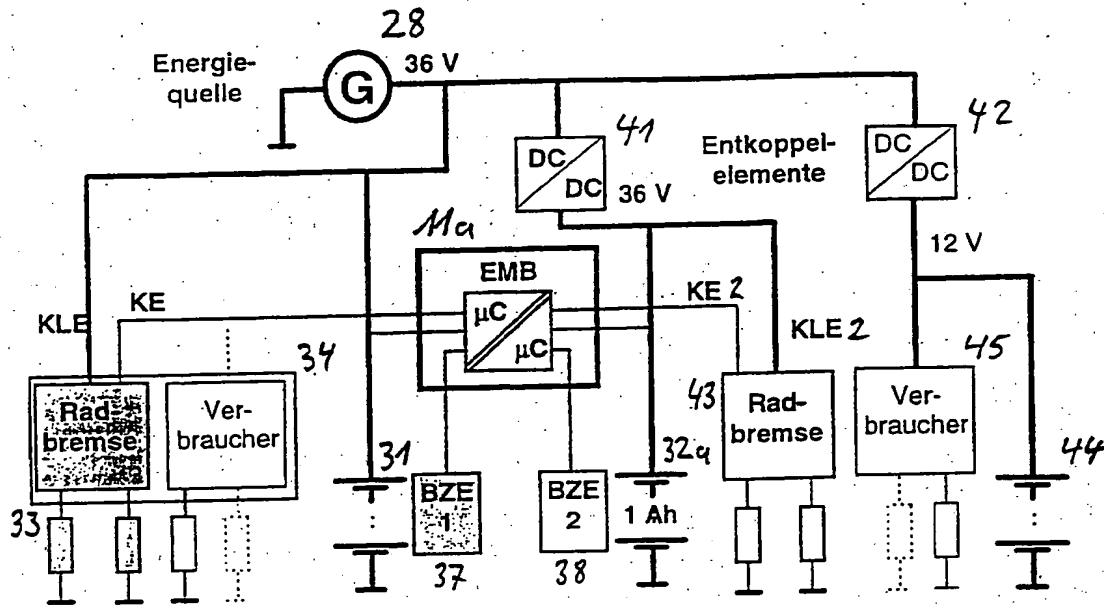 28
Energie-
quelle
G
36 V
41
42
DC
DC
36 V
Entkoppel-
elemente
DC
DC
12 V
11a
EMB
µC
µC
KLE
KE
KE 2
KLE 2
34
Rad-
bremse
Ver-
braucher
31
BZE
1
BZE
2
32a
1 Ah
43
Rad-
bremse
45
Ver-
braucher
44
33
37
38